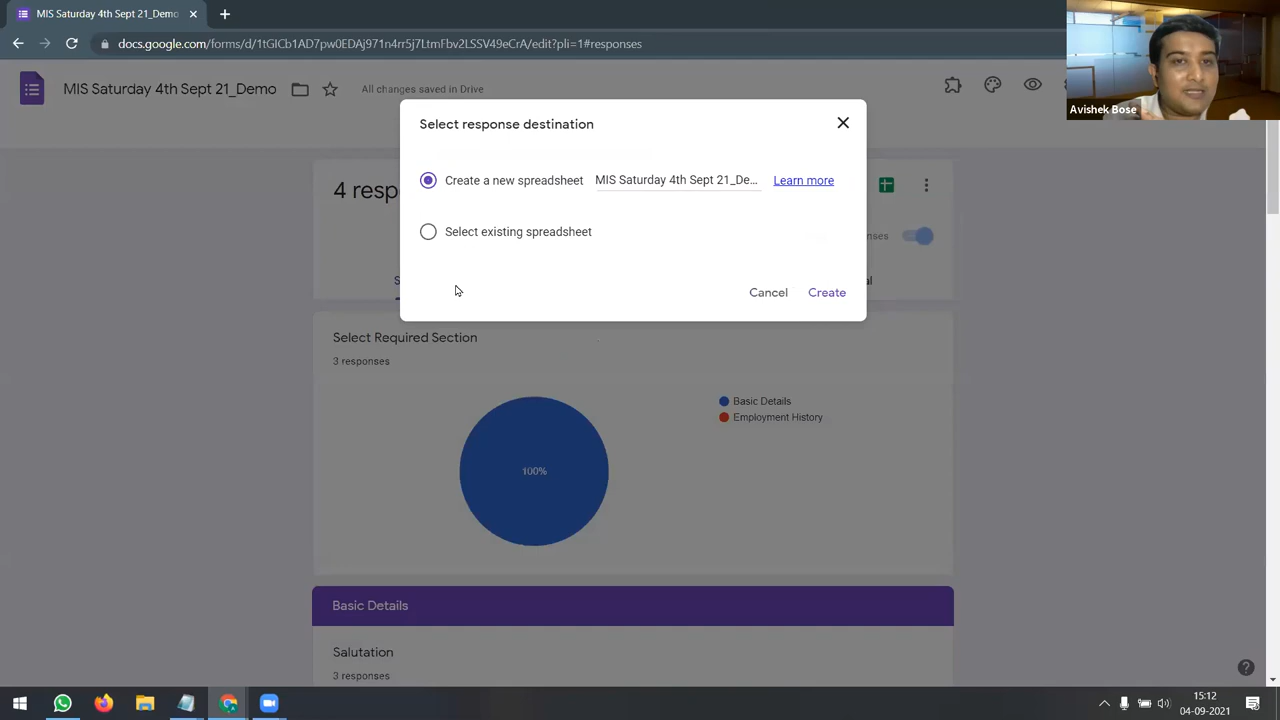 MIS Saturday 4th Sept 21_Demo
docs.google.com/forms/d/1tGICb1AD7pw0EDAj971n4rr5j7LtmFbv2LSSV49eCrA/edit?pli=1#responses
MIS Saturday 4th Sept 21_Demo
All changes saved in Drive
Avishek Bose
Select response destination
Create a new spreadsheet
MIS Saturday 4th Sept 21_De...
Learn more
4 resp
Select existing spreadsheet
nses
S
al
Cancel
Create
Select Required Section
3 responses
Basic Details
Employment History
100%
Basic Details
Salutation
3 responses
15:12
04-09-2021